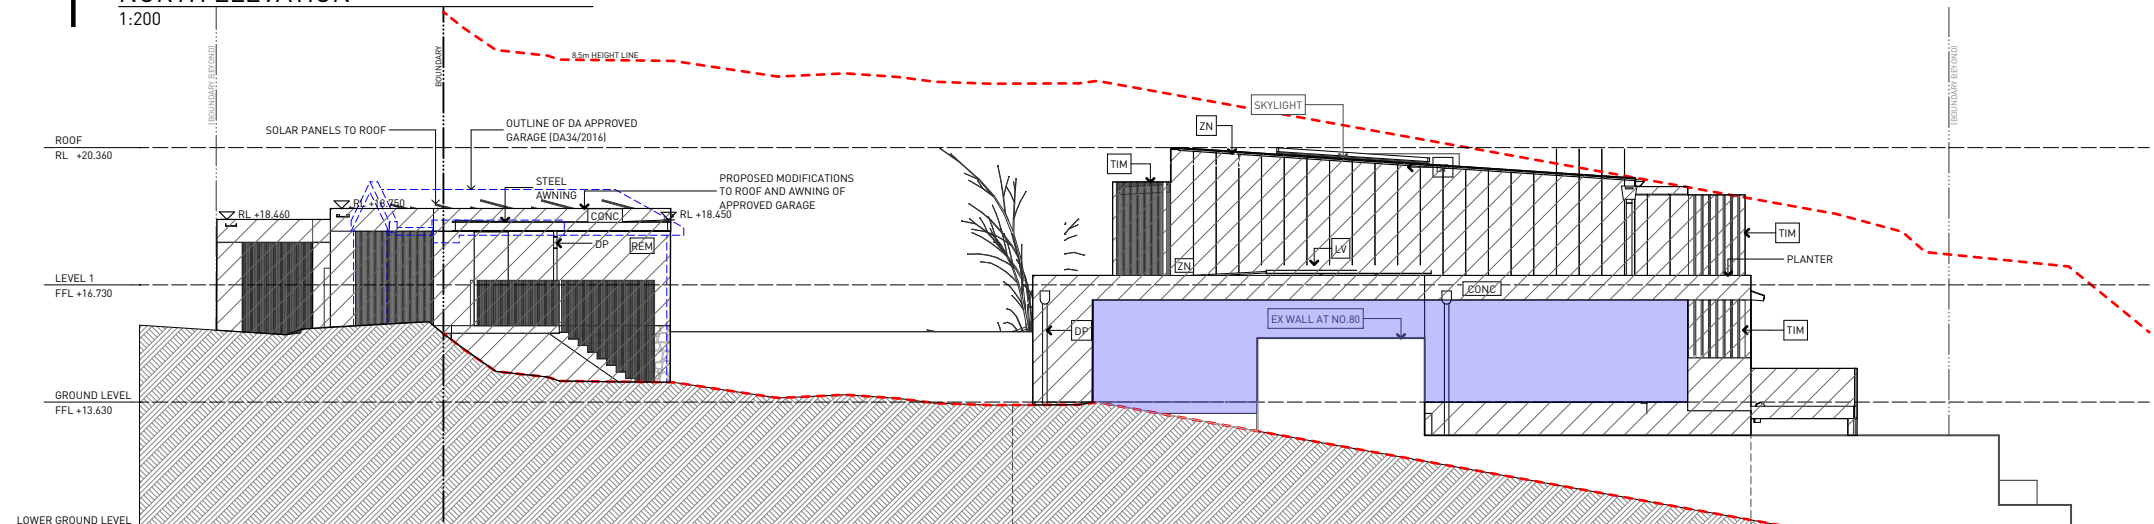 1:200
(BOUNDARY BEYOND)
BOUNDARY
8.5m HEIGHT LINE
(BOUNDARY BEYOND)
SKYLIGHT
SOLAR PANELS TO ROOF
OUTLINE OF DA APPROVED
GARAGE (DA34/2016)
ZN
ROOF
RL +20.360
TIM
STEEL
AWNING
PROPOSED MODIFICATIONS
TO ROOF AND AWNING OF
APPROVED GARAGE
RL +18.460
RL +18.750
CONC
RL +18.450
DP
REM
TIM
LV
ZN
PLANTER
LEVEL 1
FFL +16.730
CONC
EX WALL AT NO.80
DP
TIM
GROUND LEVEL
FFL +13.630
LOWER GROUND LEVEL